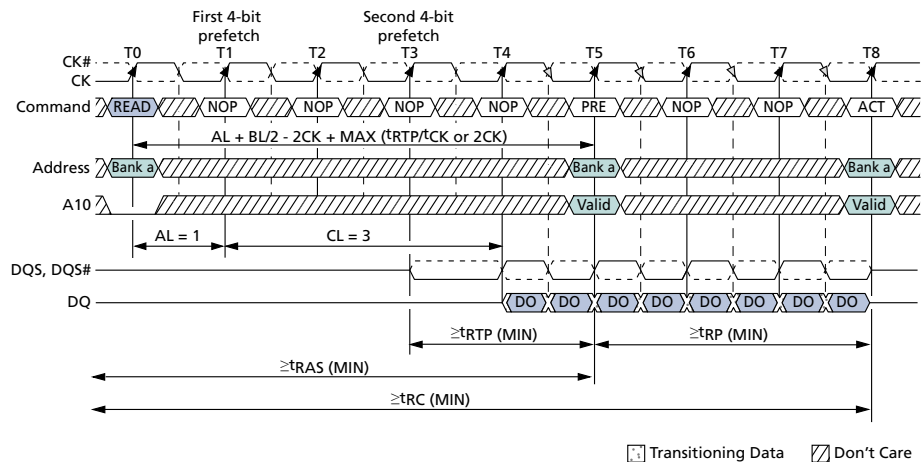 First 4-bit prefetch
Second 4-bit prefetch
T0 T1 T2 T3 T4 T5 T6 T7 T8
CK#
CK
Command READ NOP NOP NOP NOP PRE NOP NOP ACT
AL + BL/2 - 2CK + MAX (tRTP/tCK or 2CK)
Address Bank a Bank a Bank a
A10 Valid Valid
AL = 1 CL = 3
DQS, DQS#
DQ DO DO DO DO DO DO DO DO
≥tRTP (MIN) ≥tRP (MIN)
≥tRAS (MIN)
≥tRC (MIN)
Transitioning Data Don't Care